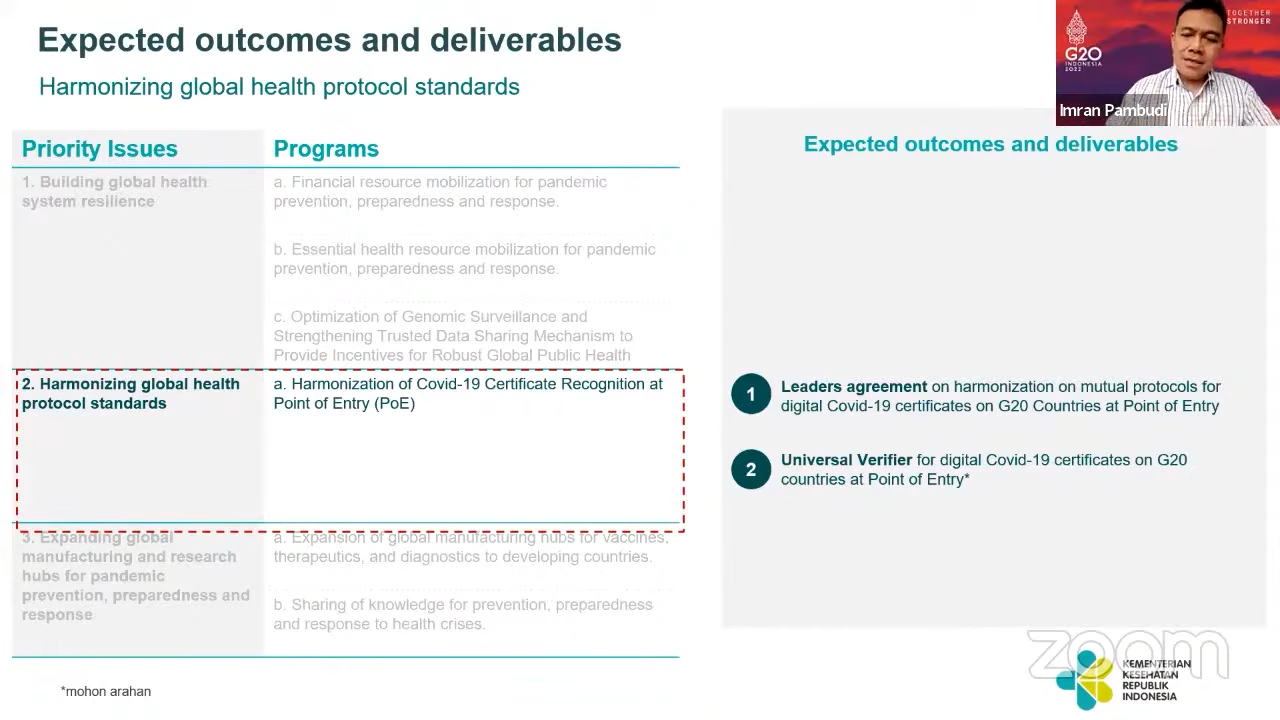 Expected outcomes and deliverables
Harmonizing global health protocol standards
TOGETHER
STRONGER
G20
INDONESIA
2022
Imran Pambudi
Priority Issues
Programs
1. Building global health
system resilience
a. Financial resource mobilization for pandemic
prevention, preparedness and response.
b. Essential health resource mobilization for pandemic
prevention, preparedness and response.
c. Optimization of Genomic Surveillance and
Strengthening Trusted Data Sharing Mechanism to
Provide Incentives for Robust Global Public Health
2. Harmonizing global health
protocol standards
a. Harmonization of Covid-19 Certificate Recognition at
Point of Entry (PoE)
3. Expanding global
manufacturing and research
hubs for pandemic
prevention, preparedness and
response
a. Expansion of global manufacturing hubs for vaccines,
therapeutics, and diagnostics to developing countries.
b. Sharing of knowledge for prevention, preparedness
and response to health crises.
Expected outcomes and deliverables
1
Leaders agreement on harmonization on mutual protocols for
digital Covid-19 certificates on G20 Countries at Point of Entry
2
Universal Verifier for digital Covid-19 certificates on G20
countries at Point of Entry*
*mohon arahan
zoom
KEMENTERIAN
KESEHATAN
REPUBLIK
INDONESIA